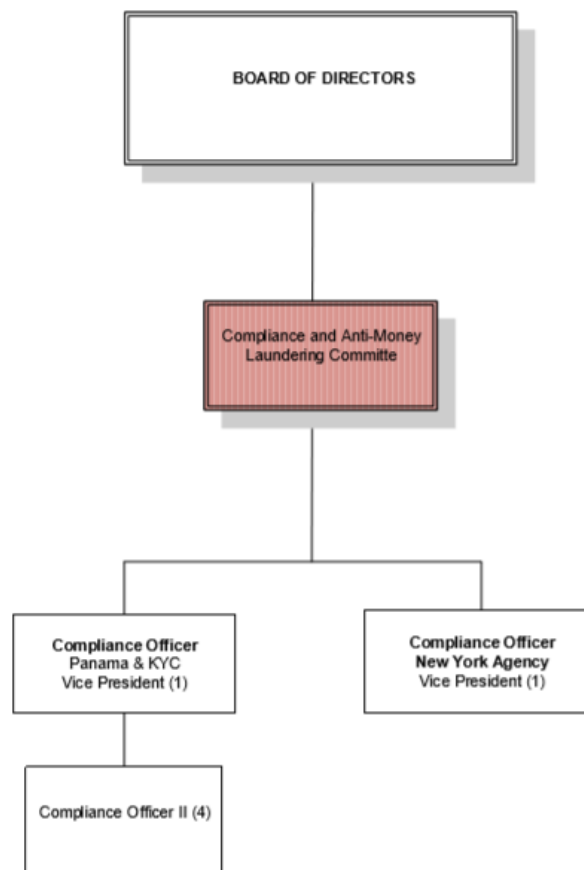 BOARD OF DIRECTORS
Compliance and Anti-Money
Laundering Committe
Compliance Officer
Panama & KYC
Vice President (1)
Compliance Officer
New York Agency
Vice President (1)
Compliance Officer II (4)